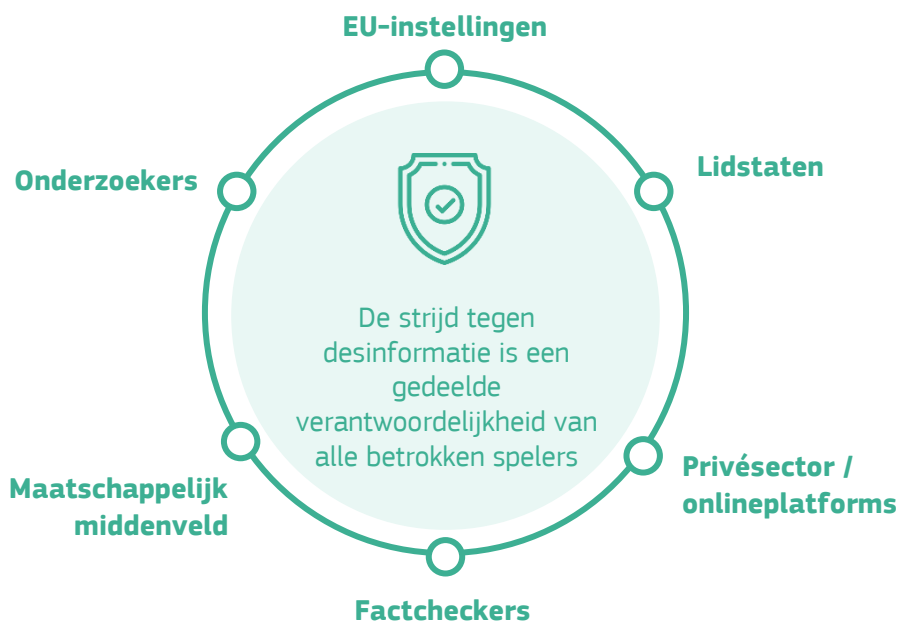 EU-instellingen
Lidstaten
Onderzoekers
De strijd tegen
desinformatie is een
gedeelde
verantwoordelijkheid van
alle betrokken spelers
Privésector /
onlineplatforms
Maatschappelijk
middenveld
Factcheckers